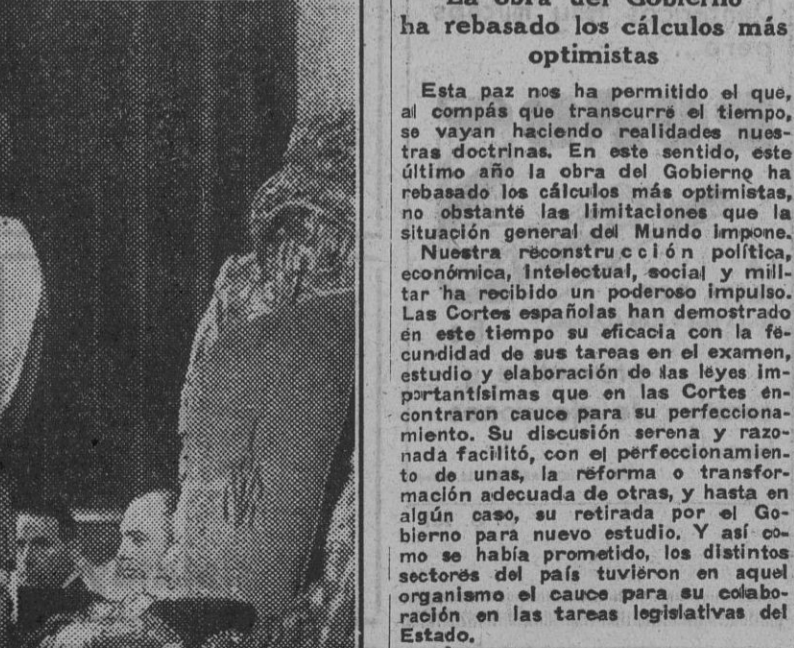 La obra del Gobierno
ha rebasado los cálculos más
optimistas
Esta paz nos ha permitido el que,
al compás que transcurre el tiempo,
se vayan haciendo realidades nues-
tras doctrinas. En este sentido, este
último año la obra del Gobierno ha
rebasado los cálculos más optimistas,
no obstante las limitaciones que la
situación general del Mundo impone.
Nuestra reconstrucción política,
económica, intelectual, social y mili-
tar ha recibido un poderoso impulso.
Las Cortes españolas han demostrado
en este tiempo su eficacia con la fe-
cundidad de sus tareas en el examen,
estudio y elaboración de las leyes im-
portantísimas que en las Cortes en-
contraron cauce para su perfecciona-
miento. Su discusión serena y razo-
nada facilitó, con el perfeccionamien-
to de unas, la reforma o transfor-
mación adecuada de otras, y hasta en
algún caso, su retirada por el Go-
bierno para nuevo estudio. Y así co-
mo se había prometido, los distintos
sectores del país tuvieron en aquel
organismo el cauce para su colabo-
ración en las tareas legislativas del
Estado.